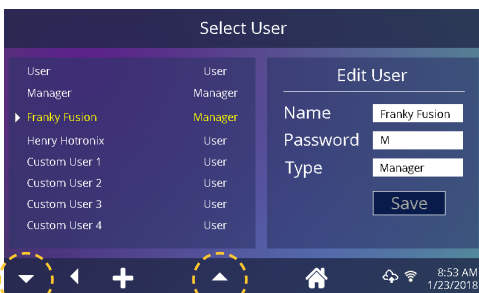 Select User
User User
Manager Manager
Franky Fusion Manager
Henry Hotronix User
Custom User 1 User
Custom User 2 User
Custom User 3 User
Custom User 4 User
Edit User
Name Franky Fusion
Password M
Type Manager
Save
8:53 AM
1/23/2018